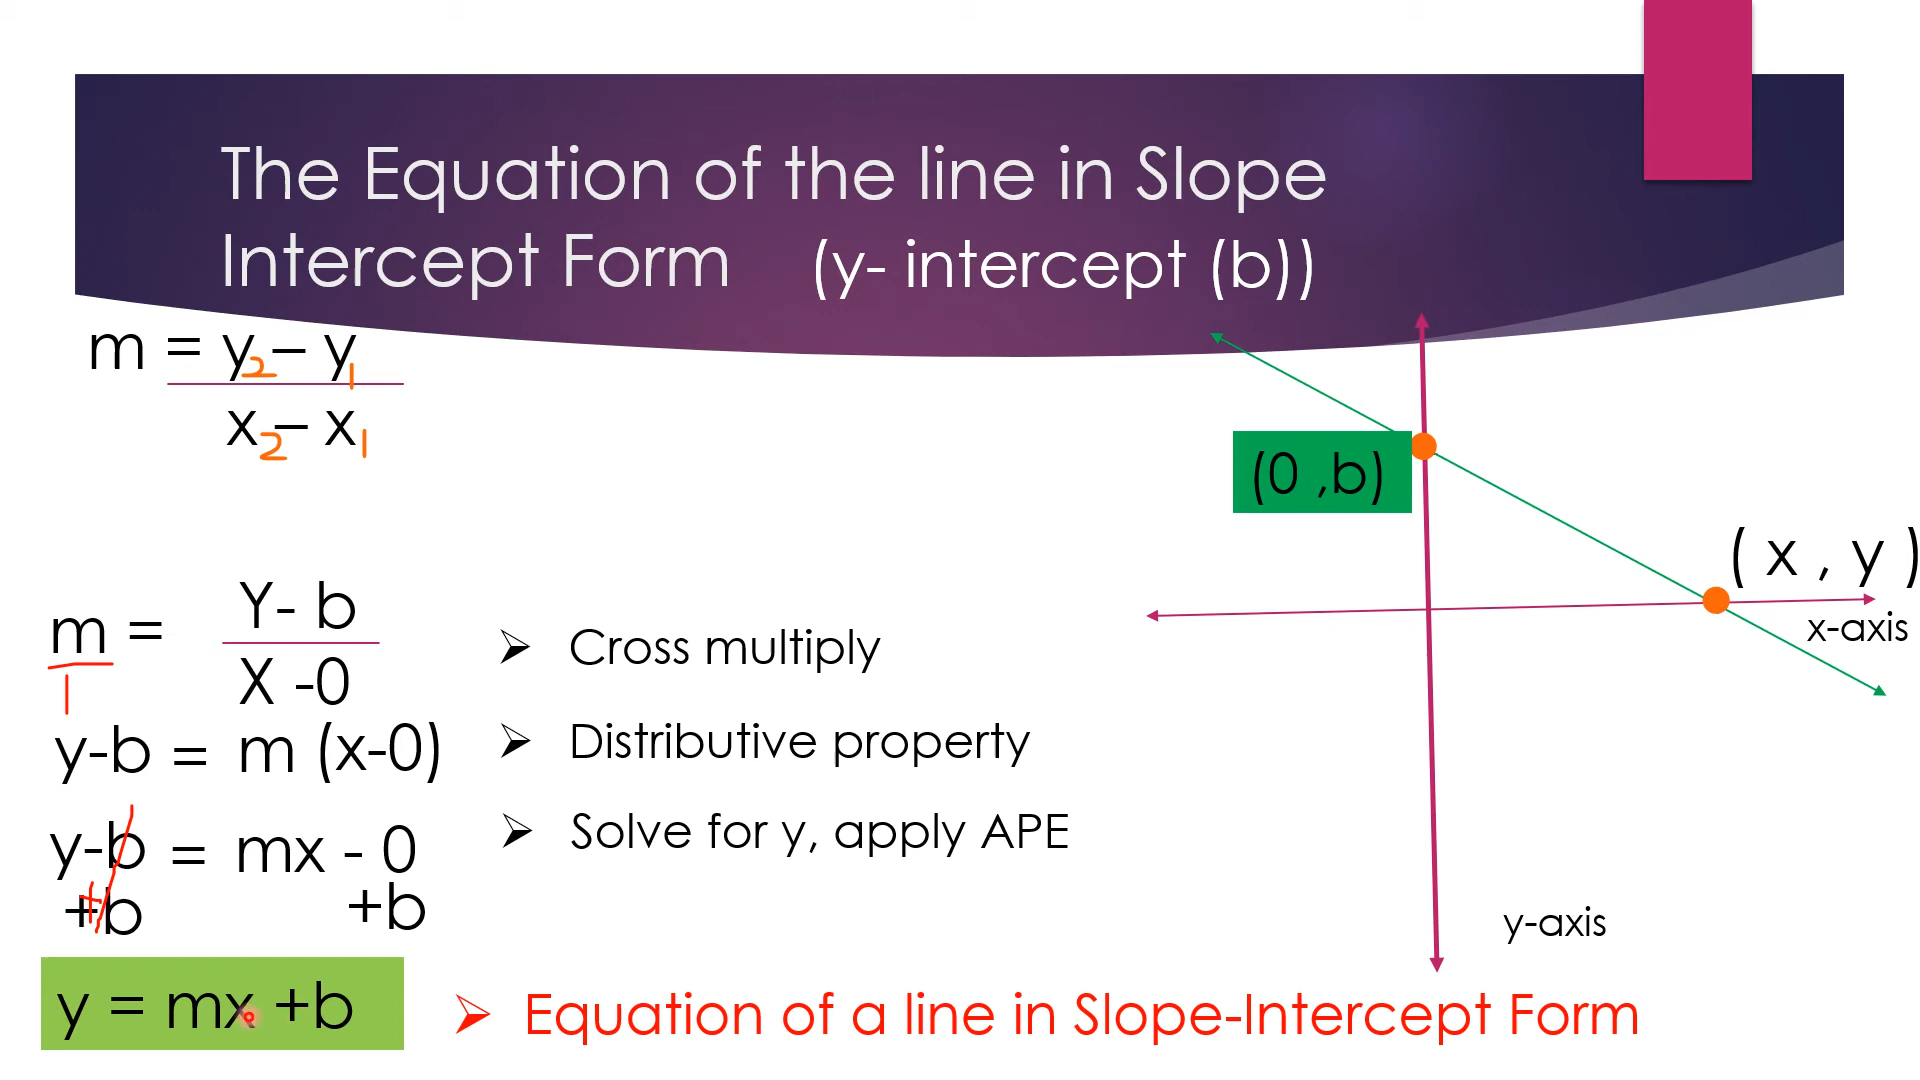 The Equation of the line in Slope
Intercept Form (y- intercept (b))
m = y2 – y1
x2 – x1
(0 ,b)
( x , y )
x-axis
m = Y- b
1 X -0
Cross multiply
y-b = m (x-0)
Distributive property
y-b = mx - 0
Solve for y, apply APE
+b +b
y-axis
y = mx +b
Equation of a line in Slope-Intercept Form